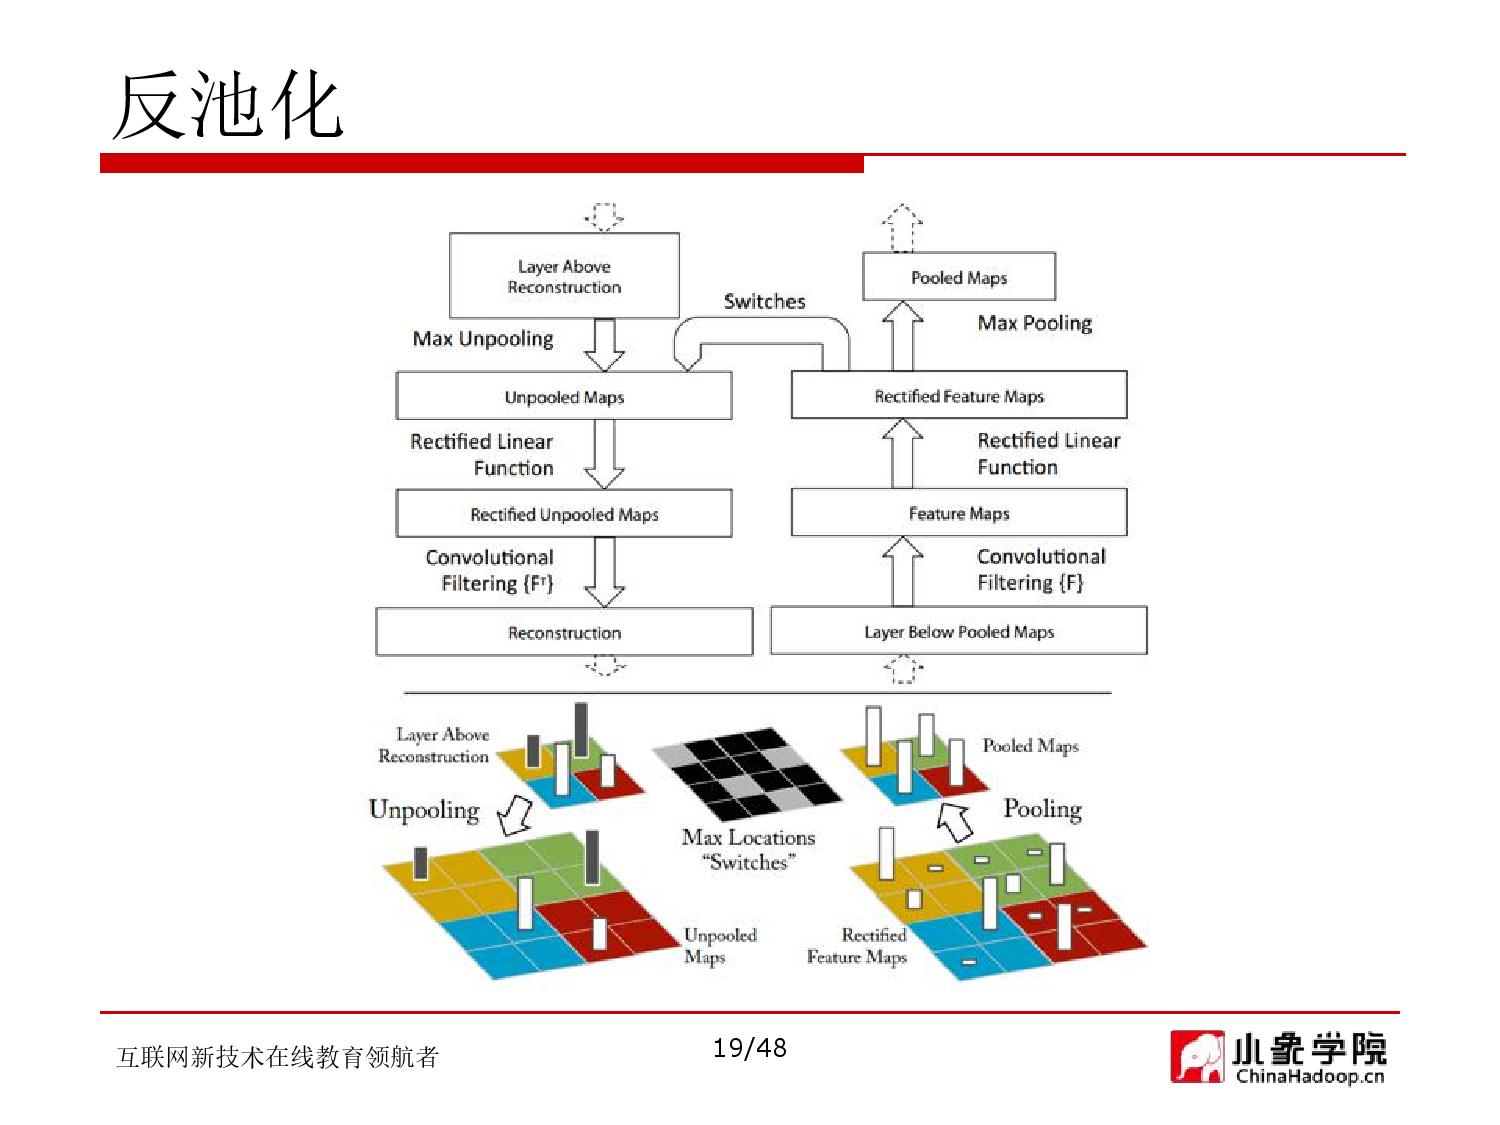 反池化
Layer Above
Reconstruction
Pooled Maps
Switches
Max Unpooling
Max Pooling
Unpooled Maps
Rectified Feature Maps
Rectified Linear
Function
Rectified Linear
Function
Rectified Unpooled Maps
Feature Maps
Convolutional
Filtering {Fᵀ}
Convolutional
Filtering {F}
Reconstruction
Layer Below Pooled Maps
Layer Above
Reconstruction
Pooled Maps
Unpooling
Pooling
Max Locations
“Switches”
Unpooled
Maps
Rectified
Feature Maps
互联网新技术在线教育领航者
19/48
小象学院
ChinaHadoop.cn